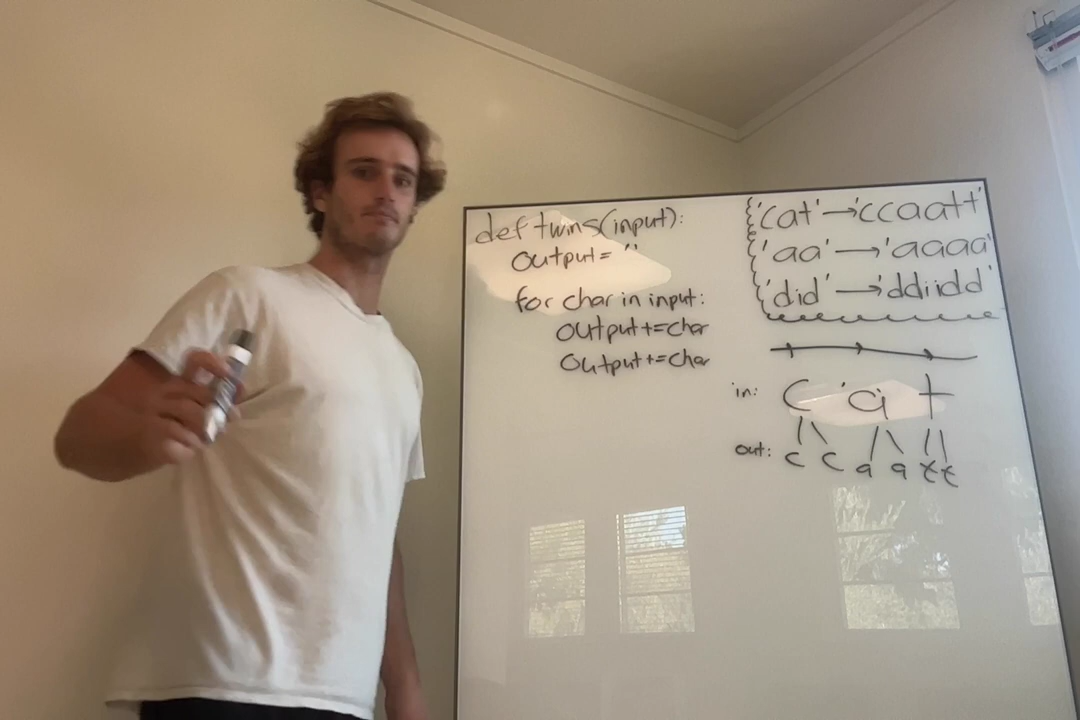 def twins(input):
output= ''
for char in input:
output+=char
output+=char
'cat'→'ccaatt'
'aa'→'aaaa'
'did'→'ddiidd'
in: c a t
out: c c a a t t